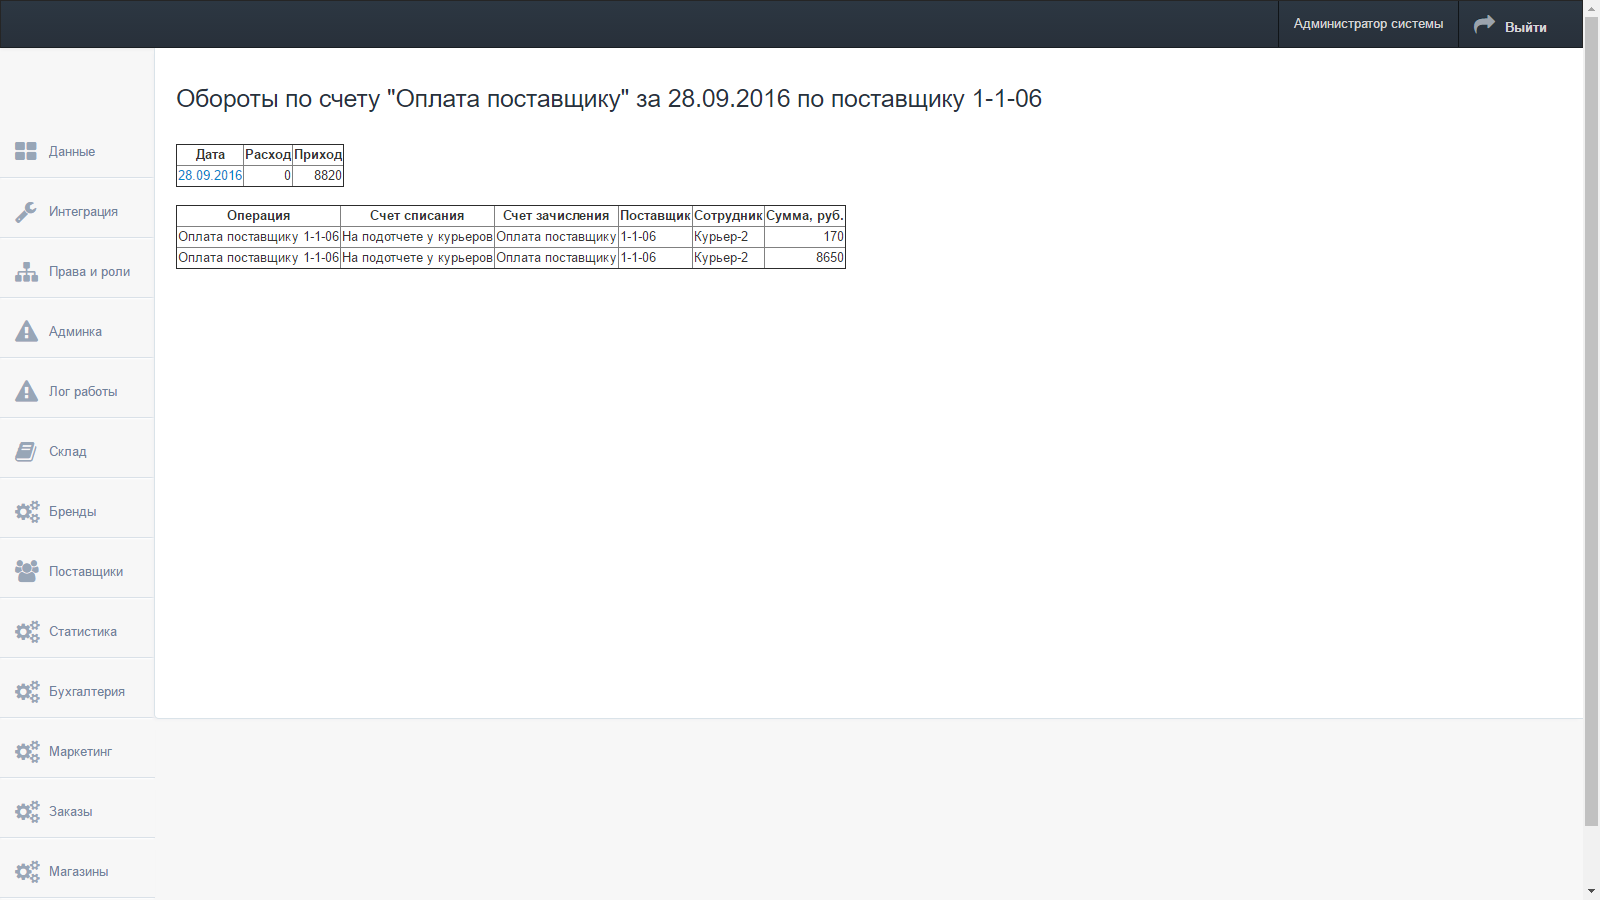 Администратор системы Выйти
Обороты по счету "Оплата поставщику" за 28.09.2016 по поставщику 1-1-06
Данные
Интеграция
Права и роли
Админка
Лог работы
Склад
Бренды
Поставщики
Статистика
Бухгалтерия
Маркетинг
Заказы
Магазины
Дата Расход Приход
28.09.2016 0 8820
Операция Счет списания Счет зачисления Поставщик Сотрудник Сумма, руб.
Оплата поставщику 1-1-06 На подотчете у курьеров Оплата поставщику 1-1-06 Курьер-2 170
Оплата поставщику 1-1-06 На подотчете у курьеров Оплата поставщику 1-1-06 Курьер-2 8650